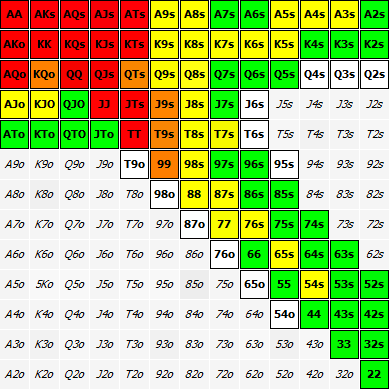 AA AKs AQs AJs ATs A9s A8s A7s A6s A5s A4s A3s A2s
AKo KK KQs KJs KTs K9s K8s K7s K6s K5s K4s K3s K2s
AQo KQo QQ QJs QTs Q9s Q8s Q7s Q6s Q5s Q4s Q3s Q2s
AJo KJO QJO JJ JTs J9s J8s J7s J6s J5s J4s J3s J2s
ATo KTo QTO JTo TT T9s T8s T7s T6s T5s T4s T3s T2s
A9o K9o Q9o J9o T9o 99 98s 97s 96s 95s 94s 93s 92s
A8o K8o Q8o J8o T8o 98o 88 87s 86s 85s 84s 83s 82s
A7o K7o Q7o J7o T7o 97o 87o 77 76s 75s 74s 73s 72s
A6o K6o Q6o J6o T6o 96o 86o 76o 66 65s 64s 63s 62s
A5o 5Ko Q5o J5o T5o 95o 85o 75o 65o 55 54s 53s 52s
A4o K4o Q4o J4o T4o 94o 84o 74o 64o 54o 44 43s 42s
A3o K3o Q3o J3o T3o 93o 83o 73o 63o 53o 43o 33 32s
A2o K2o Q2o J2o T2o 92o 82o 72o 62o 52o 42o 32o 22